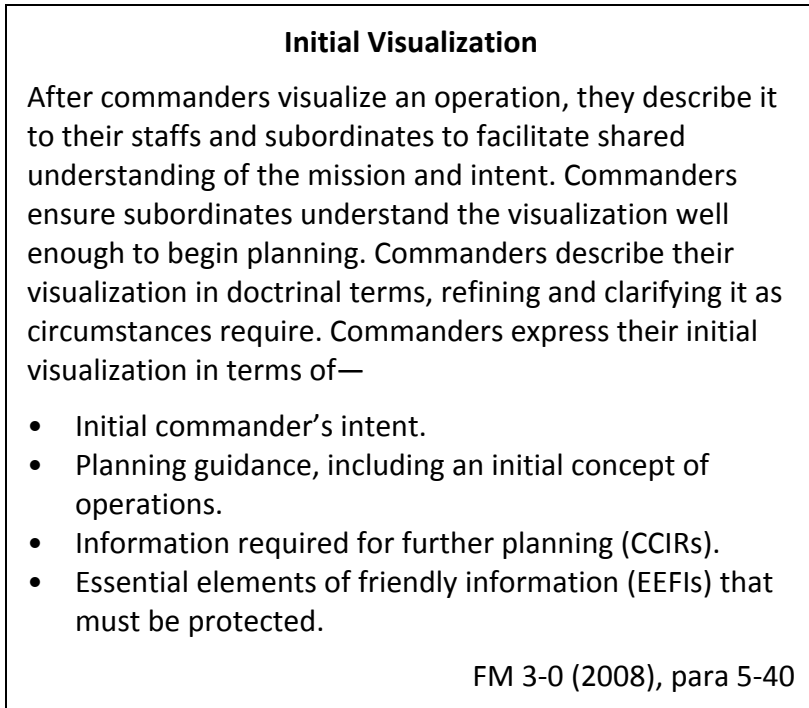 Initial Visualization
After commanders visualize an operation, they describe it
to their staffs and subordinates to facilitate shared
understanding of the mission and intent. Commanders
ensure subordinates understand the visualization well
enough to begin planning. Commanders describe their
visualization in doctrinal terms, refining and clarifying it as
circumstances require. Commanders express their initial
visualization in terms of—
• Initial commander’s intent.
• Planning guidance, including an initial concept of
operations.
• Information required for further planning (CCIRs).
• Essential elements of friendly information (EEFIs) that
must be protected.
FM 3-0 (2008), para 5-40